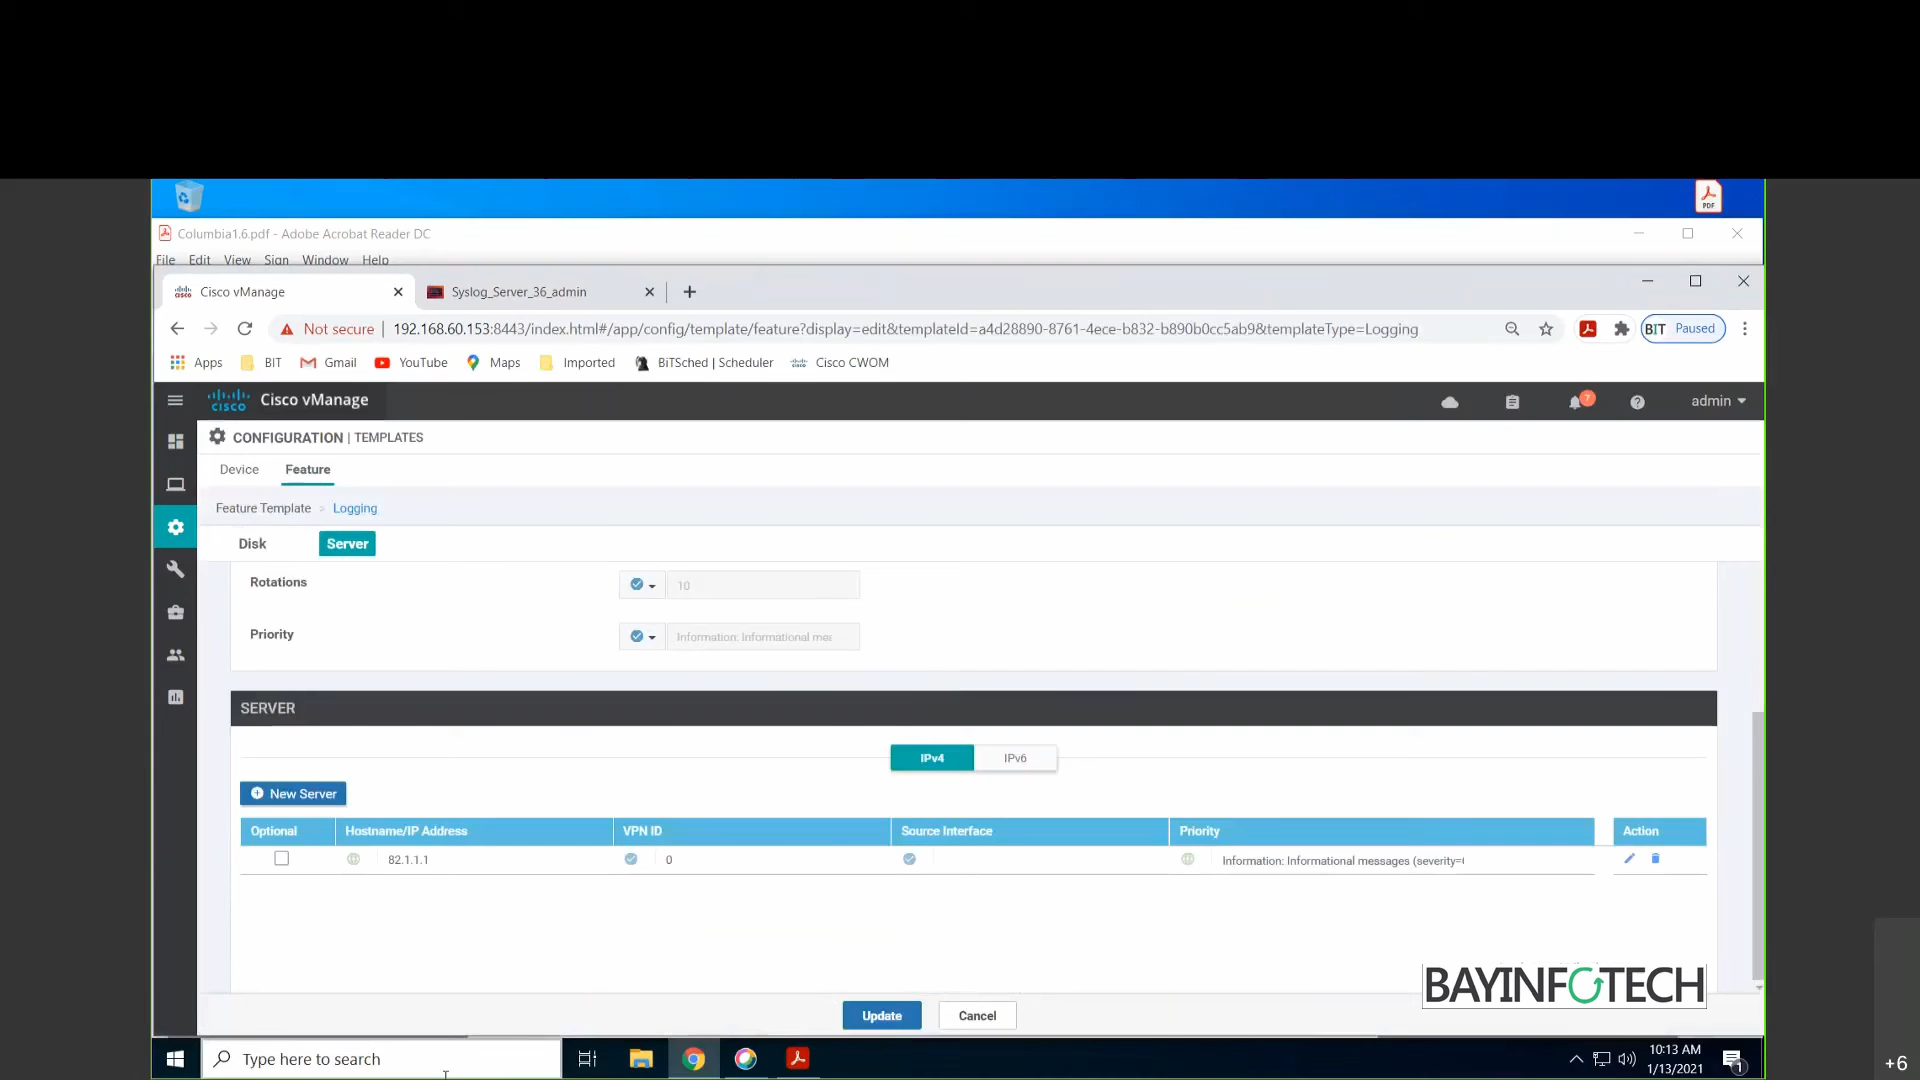 PDF
Columbia1.6.pdf - Adobe Acrobat Reader DC
File Edit View Sign Window Help
Cisco vManage
Syslog_Server_36_admin
Not secure 192.168.60.153:8443/index.html#/app/config/template/feature?display=edit&templateId=a4d28890-8761-4ece-b832-b890b0cc5ab9&templateType=Logging
BIT Paused
Apps BIT Gmail YouTube Maps Imported BiTSched | Scheduler Cisco CWOM
cisco Cisco vManage
7
admin
CONFIGURATION | TEMPLATES
Device Feature
Feature Template > Logging
Disk Server
Rotations 10
Priority Information: Informational mes
SERVER
IPv4 IPv6
New Server
Optional Hostname/IP Address VPN ID Source Interface Priority Action
82.1.1.1 0 Information: Informational messages (severity=
BAYINFOTECH
Update Cancel
Type here to search
10:13 AM
1/13/2021
1
+6